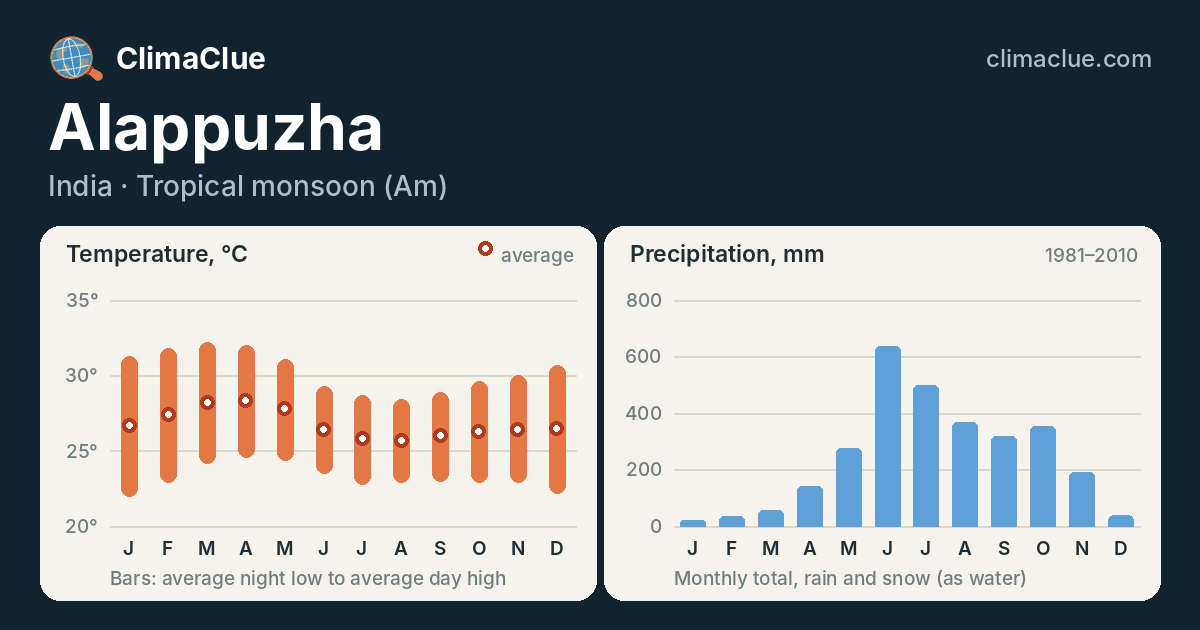 ClimaClue
climaclue.com
Alappuzha
India · Tropical monsoon (Am)
Temperature, °C
average
35°
30°
25°
20°
J F M A M J J A S O N D
Bars: average night low to average day high
Precipitation, mm
1981–2010
800
600
400
200
0
J F M A M J J A S O N D
Monthly total, rain and snow (as water)